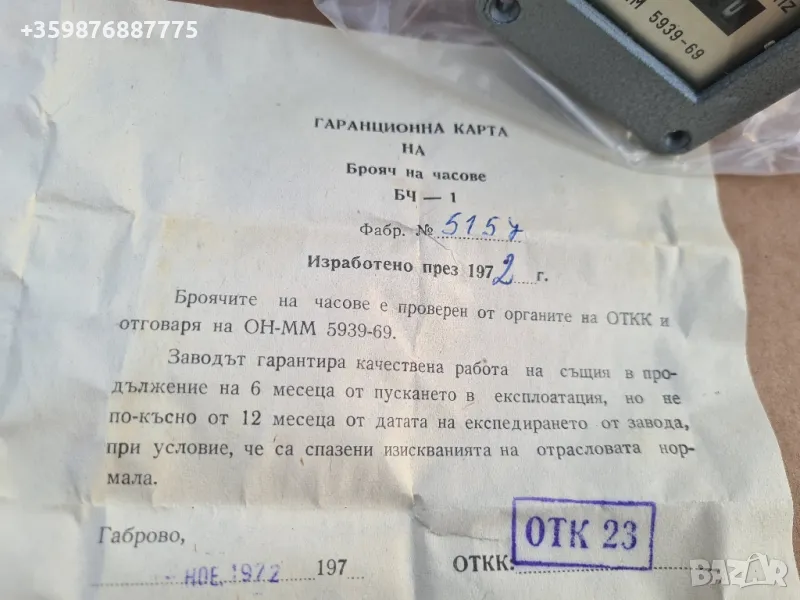 +359876887775
HZ
ММ 5939-69
ГАРАНЦИОННА КАРТА
НА
Брояч на часове
БЧ — 1
Фабр. № 5157
Изработено през 1972 г.
Броячите на часове е проверен от органите на ОТКК и
отговаря на ОН-ММ 5939-69.
Заводът гарантира качествена работа на същия в про-
дължение на 6 месеца от пускането в експлоатация, но не
по-късно от 12 месеца от датата на експедирането от завода,
при условие, че са спазени изискванията на отрасловата нор-
мала.
Габрово,
НОЕ. 1972 197
ОТКК: ОТК 23
BAZAR